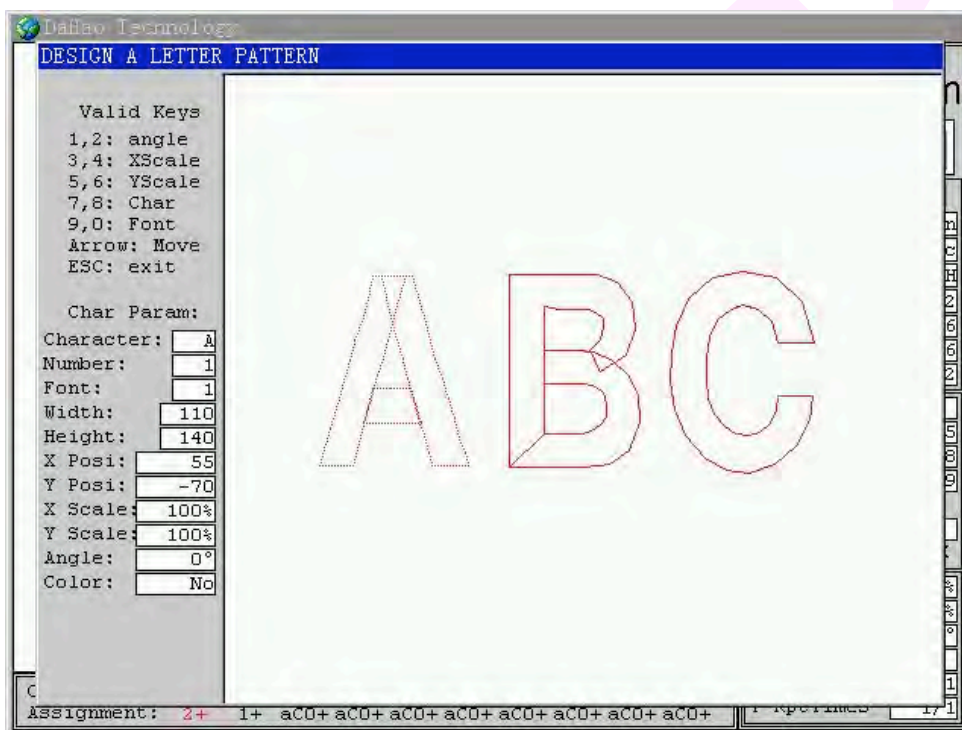 DaHao Technology
DESIGN A LETTER PATTERN
Valid Keys
1,2: angle
3,4: XScale
5,6: YScale
7,8: Char
9,0: Font
Arrow: Move
ESC: exit
Char Param:
Character: A
Number: 1
Font: 1
Width: 110
Height: 140
X Posi: 55
Y Posi: -70
X Scale: 100%
Y Scale: 100%
Angle: 0°
Color: No
ABC
Assignment: 2+ 1+ aC0+ aC0+ aC0+ aC0+ aC0+ aC0+ aC0+ aC0+
1/1